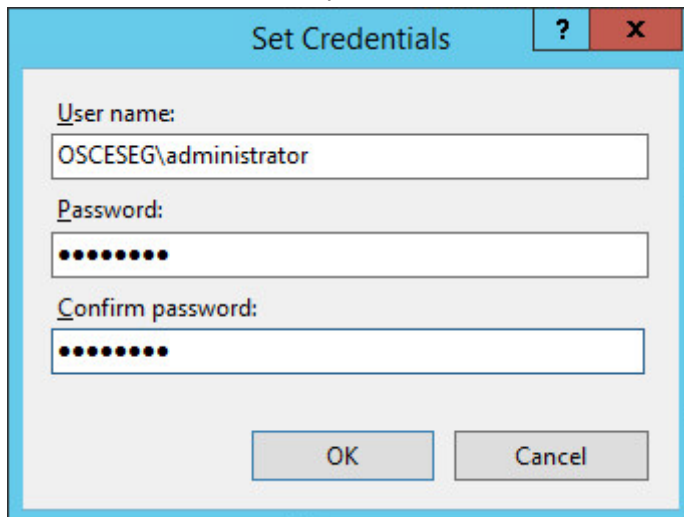 Set Credentials
?
x
User name:
OSCESEG\administrator
Password:
••••••••
Confirm password:
••••••••
OK
Cancel